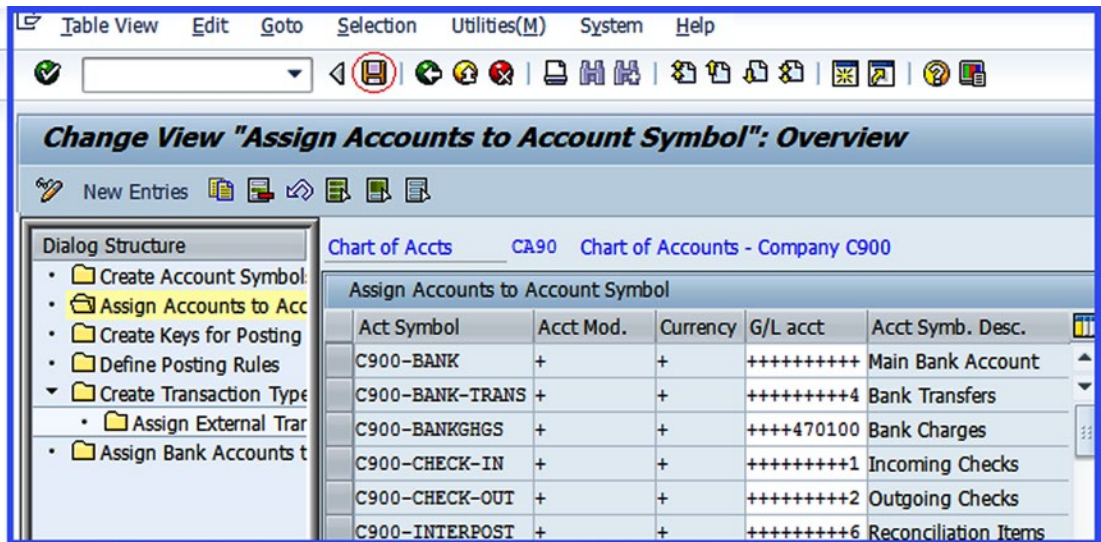 Table View Edit Goto Selection Utilities(M) System Help
Change View "Assign Accounts to Account Symbol": Overview
New Entries
Dialog Structure
Create Account Symbol
Assign Accounts to Acc
Create Keys for Posting
Define Posting Rules
Create Transaction Type
Assign External Tran
Assign Bank Accounts t
Chart of Accts CA90 Chart of Accounts - Company C900
Assign Accounts to Account Symbol
Act Symbol Acct Mod. Currency G/L acct Acct Symb. Desc.
C900-BANK + + ++++++++++ Main Bank Account
C900-BANK-TRANS + + +++++++++4 Bank Transfers
C900-BANKGHGS + + ++++470100 Bank Charges
C900-CHECK-IN + + +++++++++1 Incoming Checks
C900-CHECK-OUT + + +++++++++2 Outgoing Checks
C900-INTERPOST + + +++++++++6 Reconciliation Items